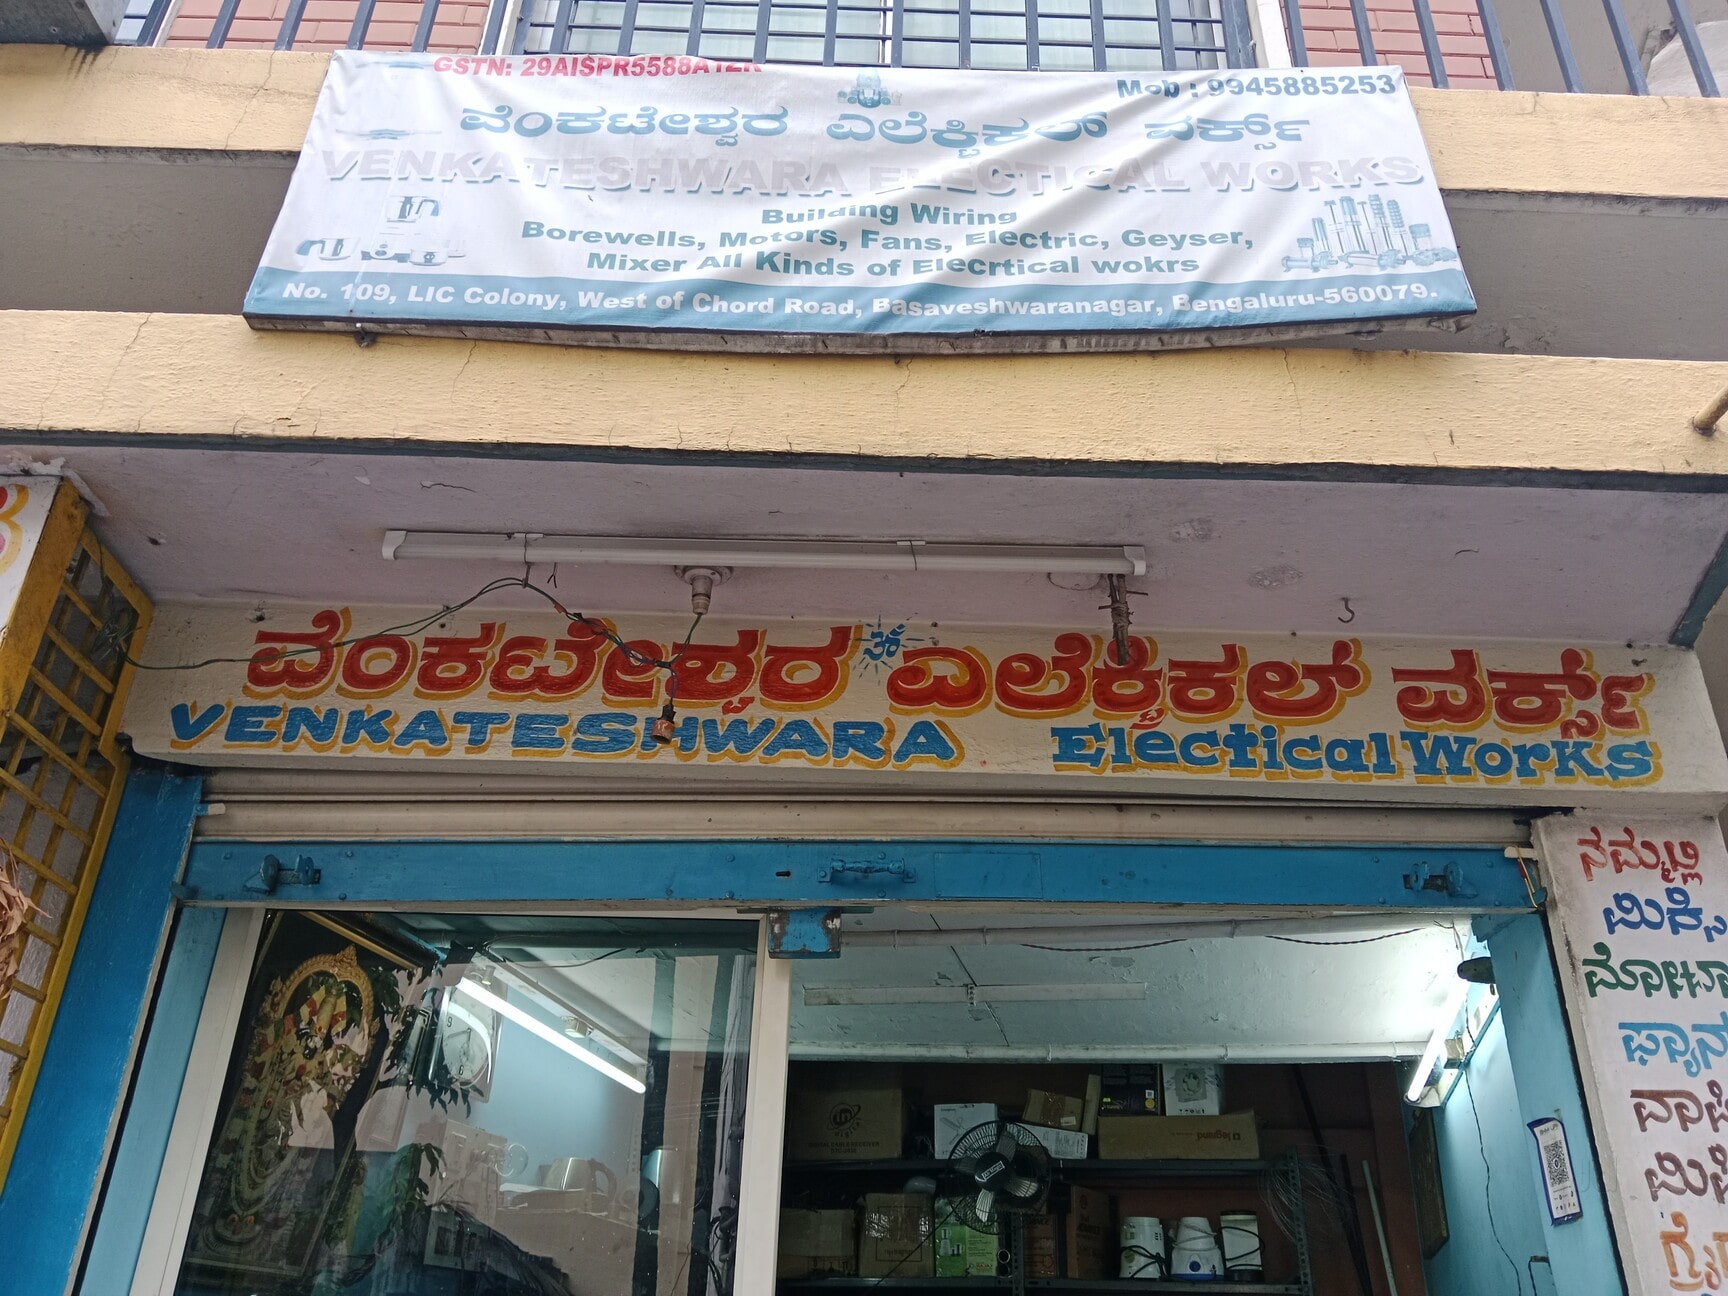 GSTN: 29AISPR5588A1ZR
Mob : 9945885253
ವೆಂಕಟೇಶ್ವರ ಎಲೆಕ್ಟ್ರಿಕಲ್ ವರ್ಕ್ಸ್
VENKATESHWARA ELECTICAL WORKS
Building Wiring
Borewells, Motors, Fans, Electric, Geyser,
Mixer All Kinds of Elecrtical wokrs
No. 109, LIC Colony, West of Chord Road, Basaveshwaranagar, Bengaluru-560079.
ವೆಂಕಟೇಶ್ವರ ಎಲೆಕ್ಟ್ರಿಕಲ್ ವರ್ಕ್ಸ್
VENKATESHWARA Electical Works
ನಮ್ಮಲ್ಲಿ
ಮಿಕ್ಸಿ
ಫ್ಯಾನ್
legrand